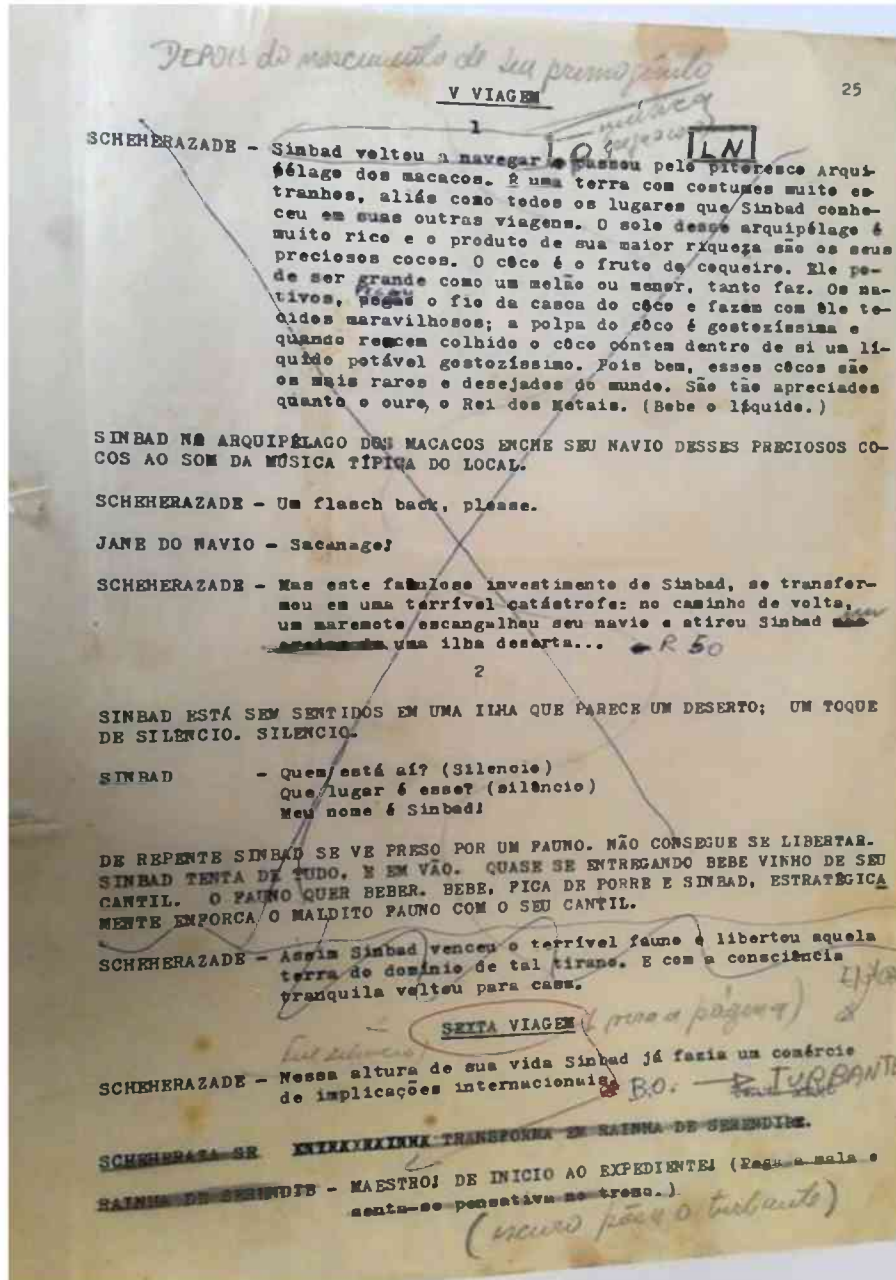 DEPOIS do nascimento de seu primogênito
V VIAGEM
25
1
música
LN
SCHEHERAZADE - Sinbad voltou a navegar e passou pelo pitoresco Arqui-
pélago dos macacos. É uma terra com costumes muito es-
tranhos, aliás como todos os lugares que Sinbad conhe-
ceu em suas outras viagens. O solo desse arquipélago é
muito rico e o produto de sua maior riqueza são os seus
preciosos cocos. O côco é o fruto do coqueiro. Ele po-
de ser grande como um melão ou menor, tanto faz. Os na-
tivos, pegam o fio da casca do côco e fazem com êle te-
cidos maravilhosos; a polpa do côco é gostozíssima e
quando recem colhido o côco contem dentro de si um lí-
quido potável gostozíssimo. Pois bem, esses côcos são
os mais raros e desejados do mundo. São tão apreciados
quanto o ouro, o Rei dos Metais. (Bebe o líquido.)
SINBAD NO ARQUIPÉLAGO DOS MACACOS ENCHE SEU NAVIO DESSES PRECIOSOS CO-
COS AO SOM DA MÚSICA TÍPICA DO LOCAL.
SCHEHERAZADE - Um flasch back, please.
JANE DO NAVIO - Sacanage!
SCHEHERAZADE - Mas este fabuloso investimento de Sinbad, se transfor-
mou em uma terrível catástrofe: no caminho de volta,
um maremoto escangalhou seu navio e atirou Sinbad
uma ilha deserta... - R 50
2
SINBAD ESTÁ SEM SENTIDOS EM UMA ILHA QUE PARECE UM DESERTO; UM TOQUE
DE SILÊNCIO. SILENCIO.
SINBAD - Quem está aí? (Silencio)
Que lugar é esse? (silêncio)
Meu nome é Sinbad!
DE REPENTE SINBAD SE VE PRESO POR UM FAUNO. NÃO CONSEGUE SE LIBERTAR.
SINBAD TENTA DE TUDO. E EM VÃO. QUASE SE ENTREGANDO BEBE VINHO DE SEU
CANTIL. O FAUNO QUER BEBER. BEBE, FICA DE PORRE E SINBAD, ESTRATÉGICA
MENTE ENFORCA O MALDITO FAUNO COM O SEU CANTIL.
SCHEHERAZADE - Assim Sinbad venceu o terrível fauno e libertou aquela
terra do domínio de tal tirano. E com a consciência
tranquila voltou para casa.
SEXTA VIAGEM ( a página)
SCHEHERAZADE - Nessa altura de sua vida Sinbad já fazia um comércio
de implicações internacionais. B.O. → TURBANTE
SCHEHERAZA SE TRANSFORMA EM RAINHA DE SERENDIB.
RAINHA DE SERENDIB - MAESTRO! DE INICIO AO EXPEDIENTE! (Pega a mala e
senta-se pensativa no trono.)
(escuro põe o turbante)